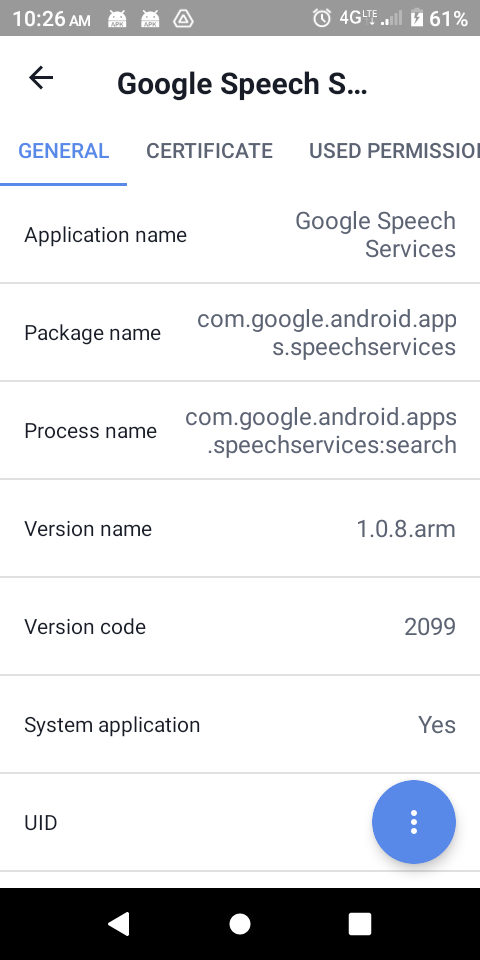 10:26 AM
APK
APK
4G LTE
61%
Google Speech S...
GENERAL
CERTIFICATE
USED PERMISSIO
Application name
Google Speech
Services
Package name
com.google.android.app
s.speechservices
Process name
com.google.android.apps
.speechservices:search
Version name
1.0.8.arm
Version code
2099
System application
Yes
UID